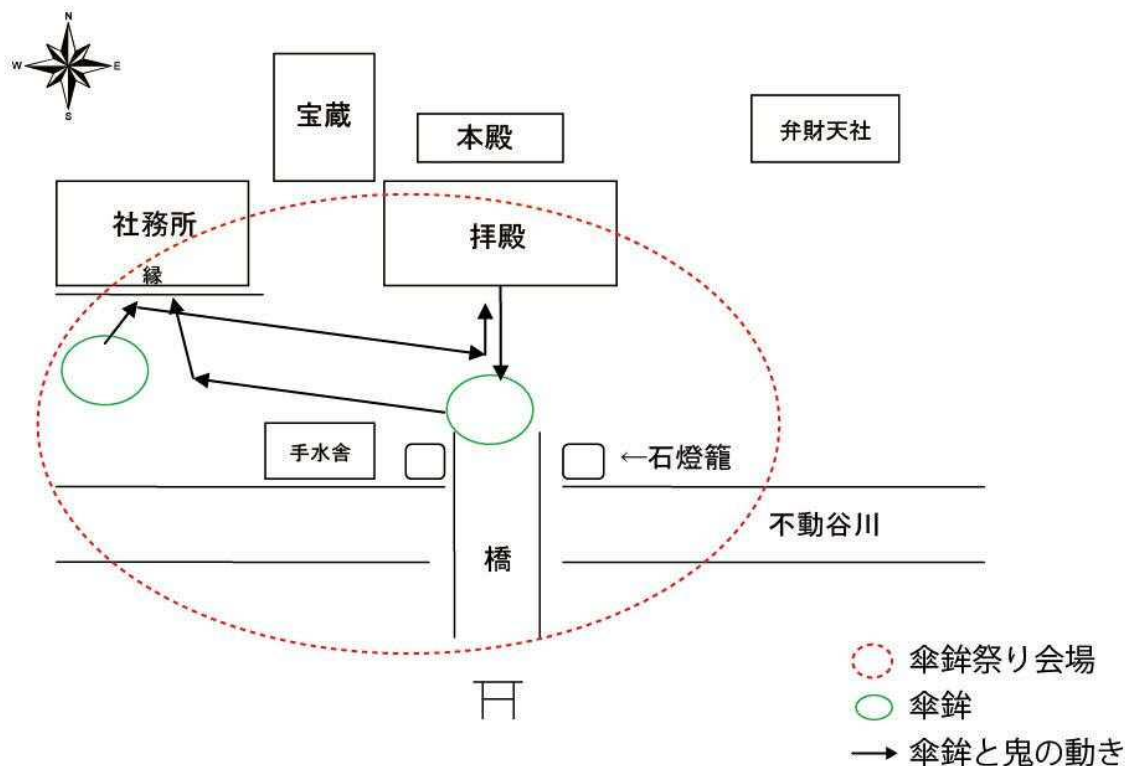 N
W E
S
宝蔵
本殿
弁財天社
社務所
縁
拝殿
手水舎
←石燈籠
不動谷川
橋
傘鉾祭り会場
傘鉾
傘鉾と鬼の動き